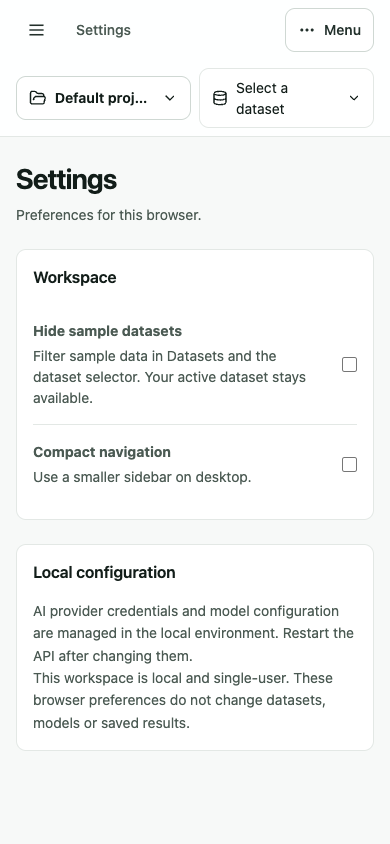 Settings
Menu
Default proj...
Select a
dataset
Settings
Preferences for this browser.
Workspace
Hide sample datasets
Filter sample data in Datasets and the
dataset selector. Your active dataset stays
available.
Compact navigation
Use a smaller sidebar on desktop.
Local configuration
AI provider credentials and model configuration
are managed in the local environment. Restart the
API after changing them.
This workspace is local and single-user. These
browser preferences do not change datasets,
models or saved results.